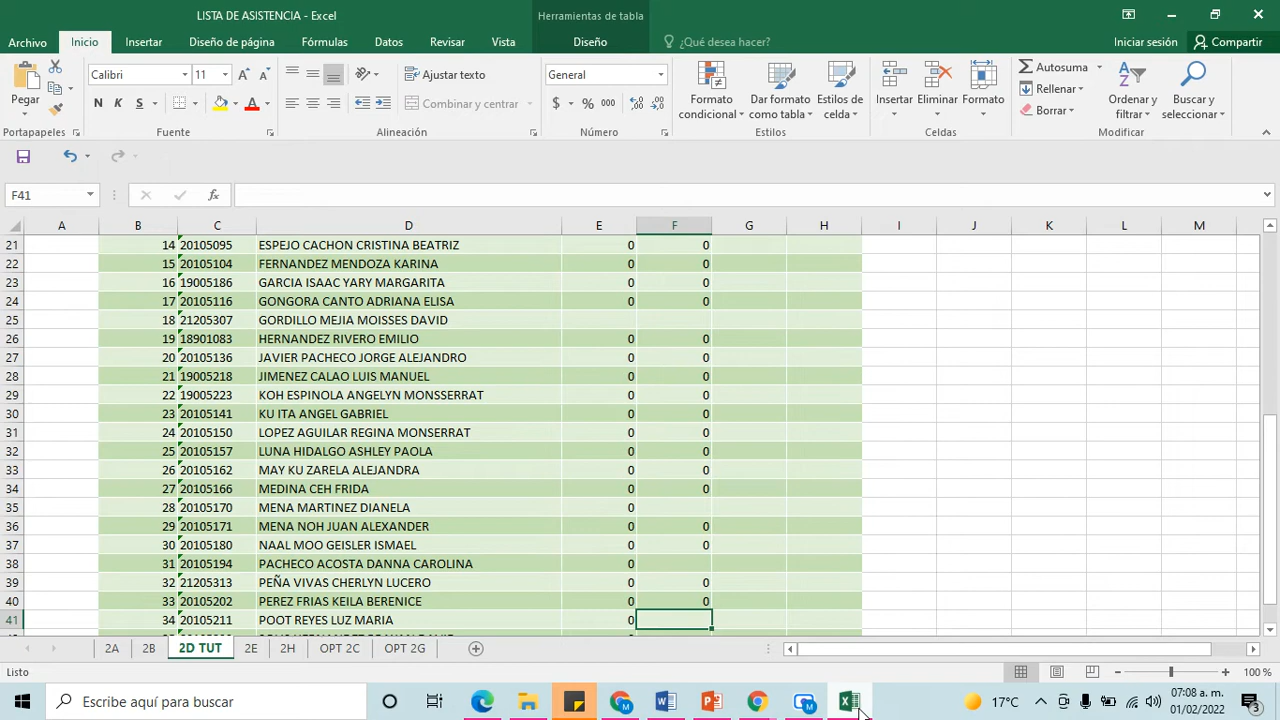 LISTA DE ASISTENCIA - Excel
Herramientas de tabla
Archivo Inicio Insertar Diseño de página Fórmulas Datos Revisar Vista Diseño ¿Qué desea hacer? Iniciar sesión Compartir
Pegar
Portapapeles
Calibri 11
N K S
Fuente
Ajustar texto
Combinar y centrar
Alineación
General
$ % 000
Número
Formato condicional
Dar formato como tabla
Estilos de celda
Estilos
Insertar Eliminar Formato
Celdas
Autosuma
Rellenar
Borrar
Ordenar y filtrar
Buscar y seleccionar
Modificar
F41
fx
A B C D E F G H I J K L M
21 14 20105095 ESPEJO CACHON CRISTINA BEATRIZ 0 0
22 15 20105104 FERNANDEZ MENDOZA KARINA 0 0
23 16 19005186 GARCIA ISAAC YARY MARGARITA 0 0
24 17 20105116 GONGORA CANTO ADRIANA ELISA 0 0
25 18 21205307 GORDILLO MEJIA MOISSES DAVID
26 19 18901083 HERNANDEZ RIVERO EMILIO 0 0
27 20 20105136 JAVIER PACHECO JORGE ALEJANDRO 0 0
28 21 19005218 JIMENEZ CALAO LUIS MANUEL 0 0
29 22 19005223 KOH ESPINOLA ANGELYN MONSSERRAT 0 0
30 23 20105141 KU ITA ANGEL GABRIEL 0 0
31 24 20105150 LOPEZ AGUILAR REGINA MONSERRAT 0 0
32 25 20105157 LUNA HIDALGO ASHLEY PAOLA 0 0
33 26 20105162 MAY KU ZARELA ALEJANDRA 0 0
34 27 20105166 MEDINA CEH FRIDA 0 0
35 28 20105170 MENA MARTINEZ DIANELA 0
36 29 20105171 MENA NOH JUAN ALEXANDER 0 0
37 30 20105180 NAAL MOO GEISLER ISMAEL 0 0
38 31 20105194 PACHECO ACOSTA DANNA CAROLINA 0
39 32 21205313 PEÑA VIVAS CHERLYN LUCERO 0 0
40 33 20105202 PEREZ FRIAS KEILA BERENICE 0 0
41 34 20105211 POOT REYES LUZ MARIA 0
2A 2B 2D TUT 2E 2H OPT 2C OPT 2G
Listo
100 %
Escribe aquí para buscar
17°C
07:08 a. m.
01/02/2022
3